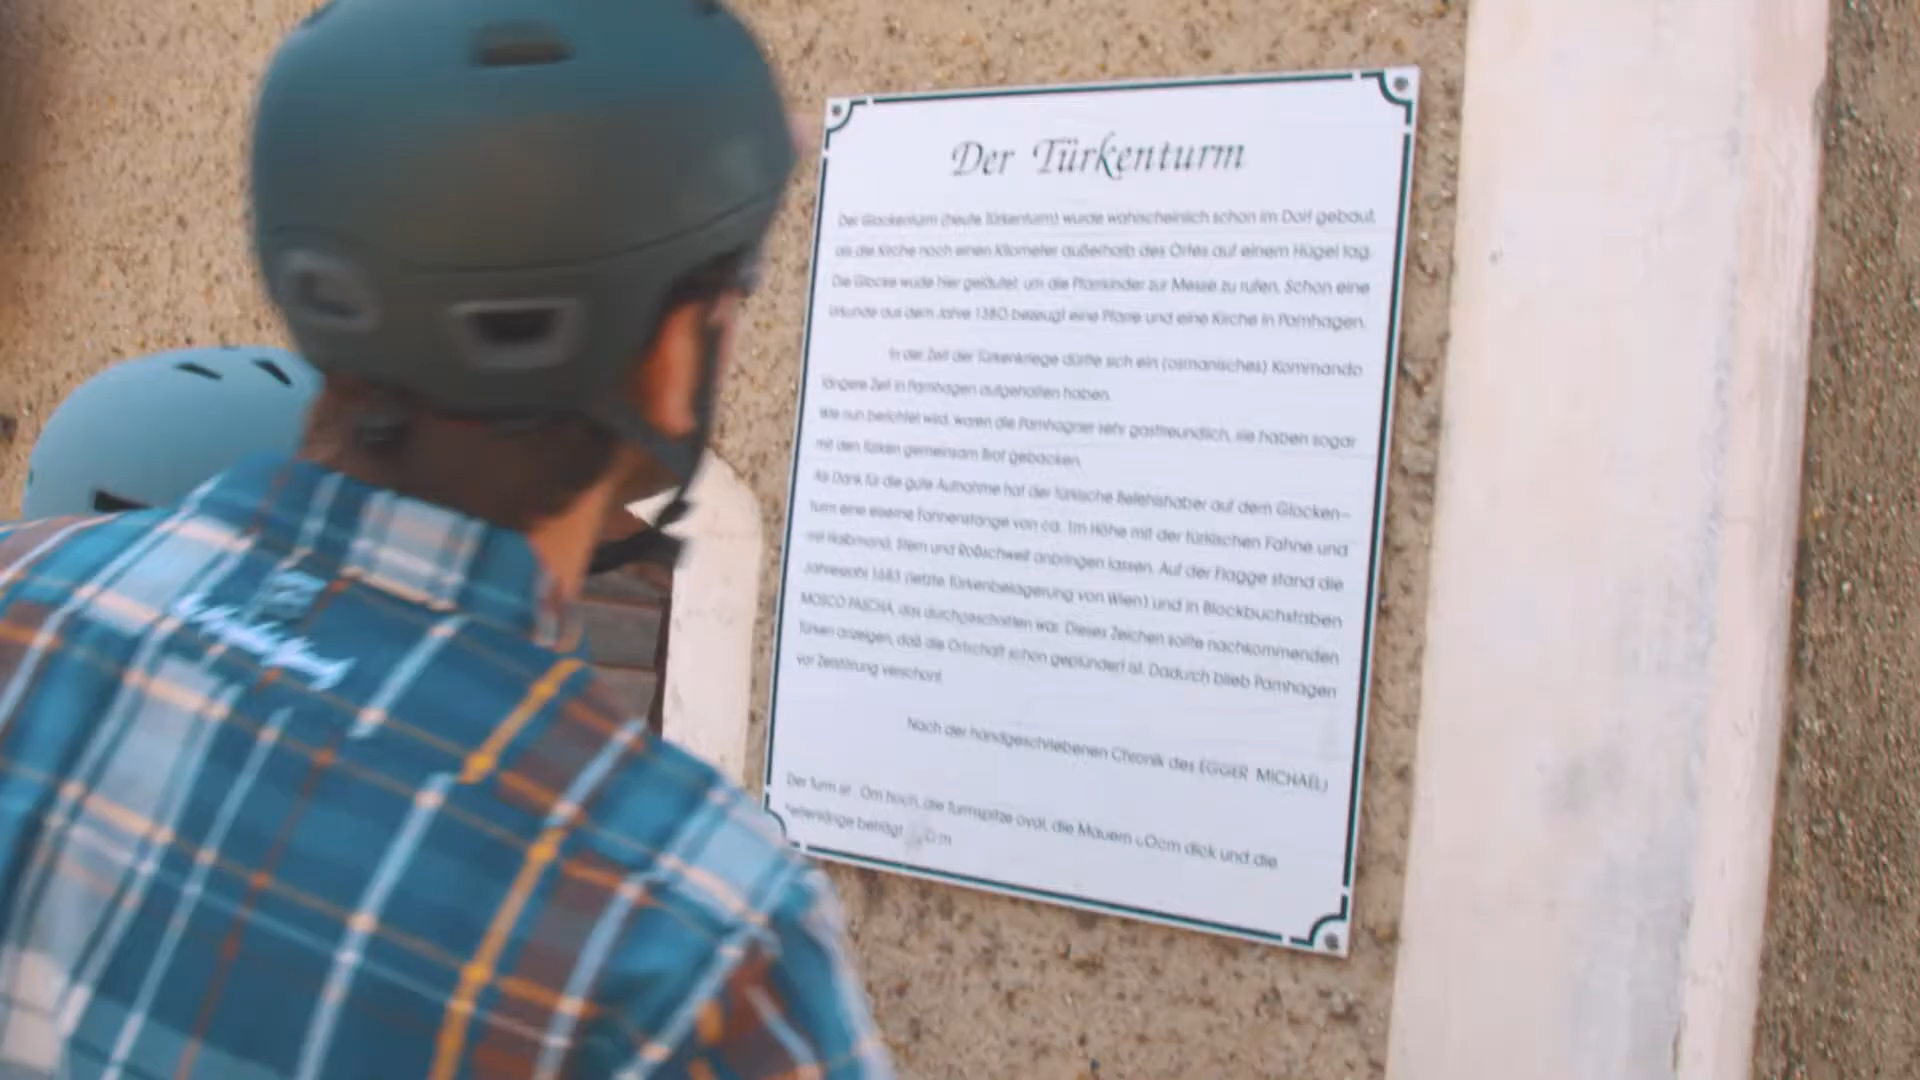 Der Türkenturm
Der Glockenturm (heute Türkenturm) wurde wahrscheinlich schon im Dorf gebaut,
als die Kirche noch einen Kilometer außerhalb des Ortes auf einem Hügel lag.
Die Glocke wude hier geläutet, um die Pfarrkinder zur Messe zu rufen. Schon eine
Urkunde aus dem Jahre 1380 bezeugt eine Pfarre und eine Kirche in Pamhagen.
In der Zeit der Türkenkriege dürfte sich ein (osmanisches) Kommando
längere Zeit in Pamhagen aufgehalten haben.
Wie nun berichtet wird, waren die Pamhagner sehr gastfreundlich, sie haben sogar
mit den Türken gemeinsam Brot gebacken.
Als Dank für die gute Aufnahme hat der türkische Befehlshaber auf dem Glocken–
turm eine eiserne Fahnenstange von ca. 1m Höhe mit der türkischen Fahne und
mit Halbmond, Stern und Roßschweif anbringen lassen. Auf der Flagge stand die
Jahreszahl 1683 (letzte Türkenbelagerung von Wien) und in Blockbuchstaben
MOSCO PASCHA, das durchgeschnitten war. Dieses Zeichen sollte nachkommenden
Türken anzeigen, daß die Ortschaft schon geplündert ist. Dadurch blieb Pamhagen
vor Zerstörung verschont.
Nach der handgeschriebenen Chronik des EGGER MICHAEL)
Der Turm ist hoch, die Turmspitze oval, die Mauern dick und die
Seitenlänge beträgt m